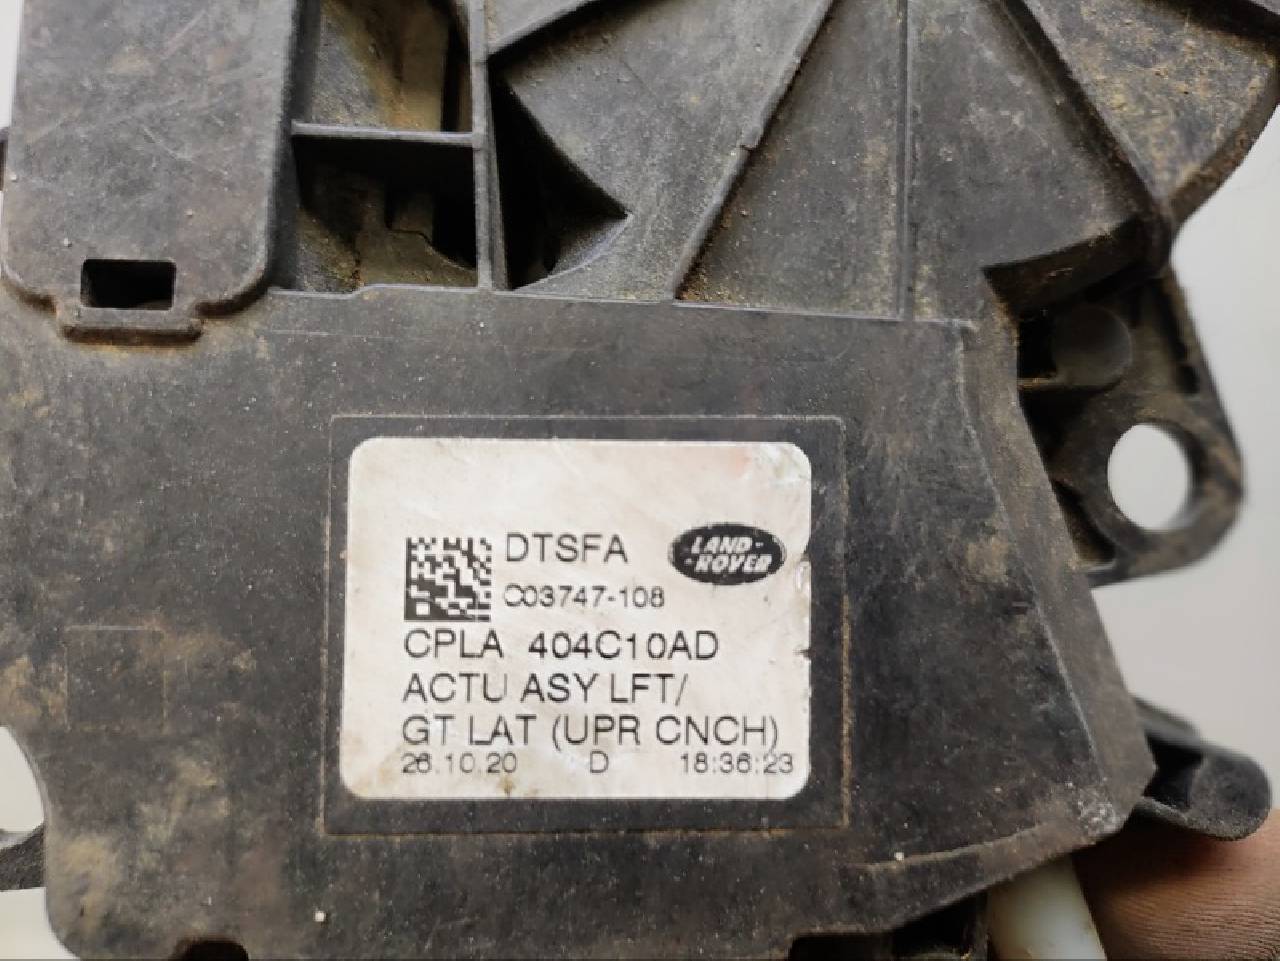 DTSFA
LAND-
-ROVER
C03747-108
CPLA 404C10AD
ACTU ASY LFT/
GT LAT (UPR CNCH)
26.10.20 D 18:36:23